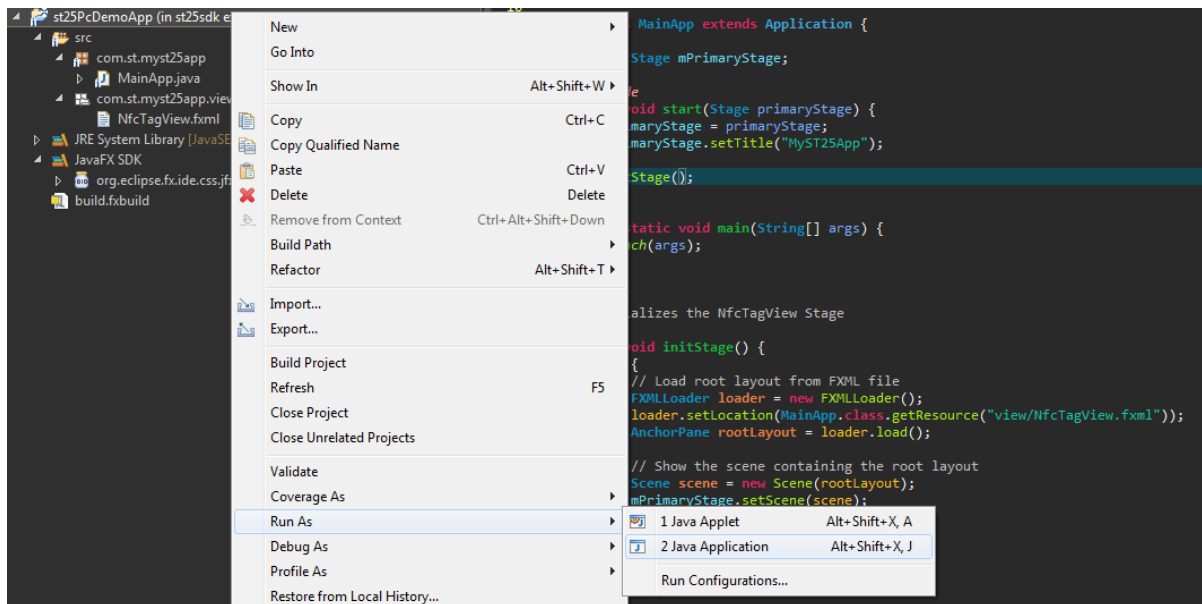 st25PcDemoApp (in st25sdk e
src
com.st.myst25app
MainApp.java
com.st.myst25app.view
NfcTagView.fxml
JRE System Library [JavaSE
JavaFX SDK
org.eclipse.fx.ide.css.jfx
build.fxbuild
New
Go Into
Show In Alt+Shift+W
Copy Ctrl+C
Copy Qualified Name
Paste Ctrl+V
Delete Delete
Remove from Context Ctrl+Alt+Shift+Down
Build Path
Refactor Alt+Shift+T
Import...
Export...
Build Project
Refresh F5
Close Project
Close Unrelated Projects
Validate
Coverage As
Run As
Debug As
Profile As
Restore from Local History...
1 Java Applet Alt+Shift+X, A
2 Java Application Alt+Shift+X, J
Run Configurations...
MainApp extends Application {
Stage mPrimaryStage;
de
void start(Stage primaryStage) {
maryStage = primaryStage;
maryStage.setTitle("MyST25App");
Stage();
tatic void main(String[] args) {
ch(args);
alizes the NfcTagView Stage
oid initStage() {
{
// Load root layout from FXML file
FXMLLoader loader = new FXMLLoader();
loader.setLocation(MainApp.class.getResource("view/NfcTagView.fxml"));
AnchorPane rootLayout = loader.load();
// Show the scene containing the root layout
Scene scene = new Scene(rootLayout);
mPrimaryStage.setScene(scene);